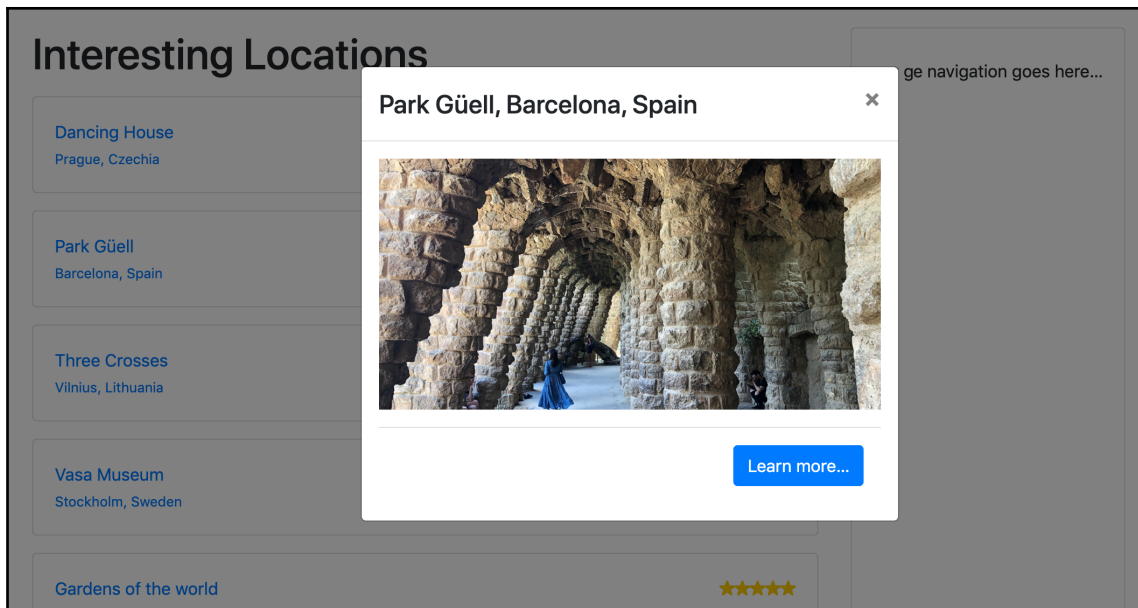 Interesting Locations
ge navigation goes here...
Park Güell, Barcelona, Spain
×
Dancing House
Prague, Czechia
Park Güell
Barcelona, Spain
Three Crosses
Vilnius, Lithuania
Learn more...
Vasa Museum
Stockholm, Sweden
Gardens of the world